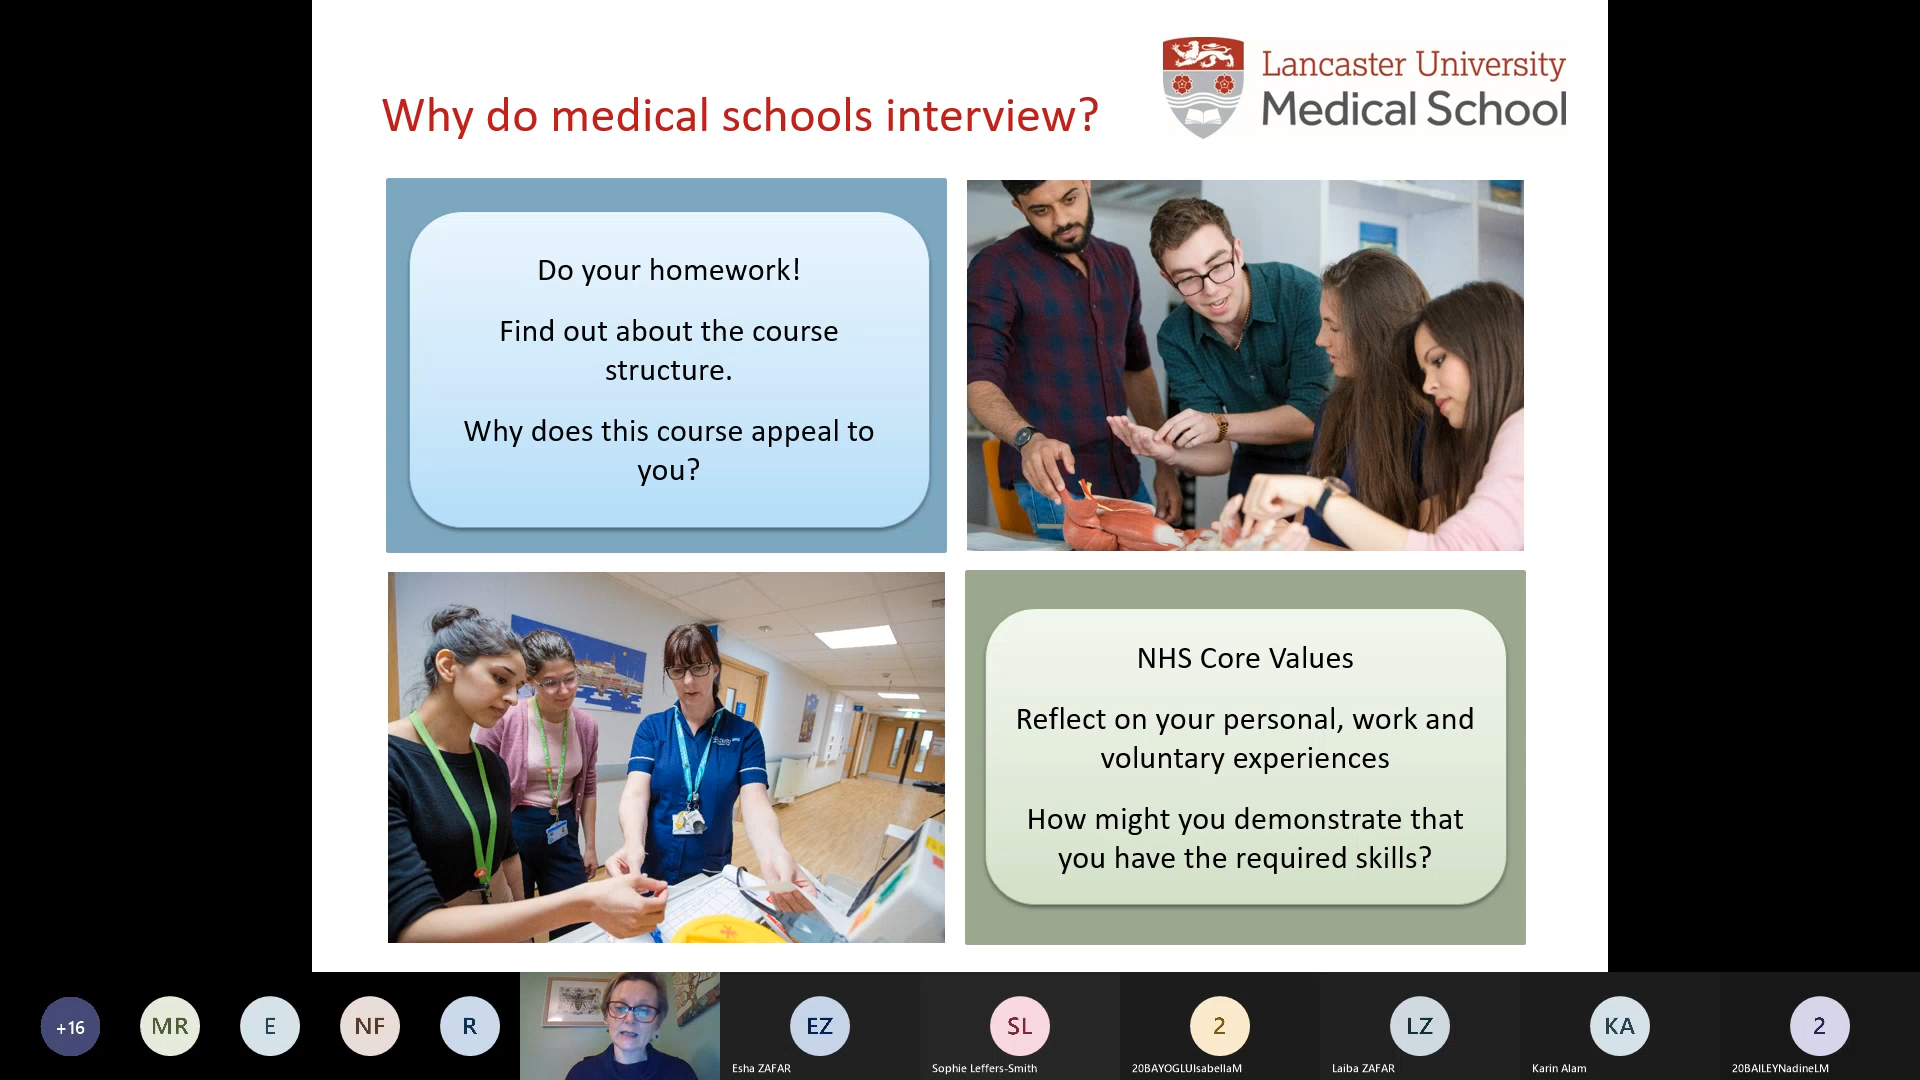 Why do medical schools interview?
Lancaster University
Medical School
Do your homework!
Find out about the course
structure.
Why does this course appeal to
you?
NHS Core Values
Reflect on your personal, work and
voluntary experiences
How might you demonstrate that
you have the required skills?
+16
MR
E
NF
R
EZ
Esha ZAFAR
SL
Sophie Leffers-Smith
2
20BAYOGLUIsabellaM
LZ
Laiba ZAFAR
KA
Karin Alam
2
20BAILEYNadineLM